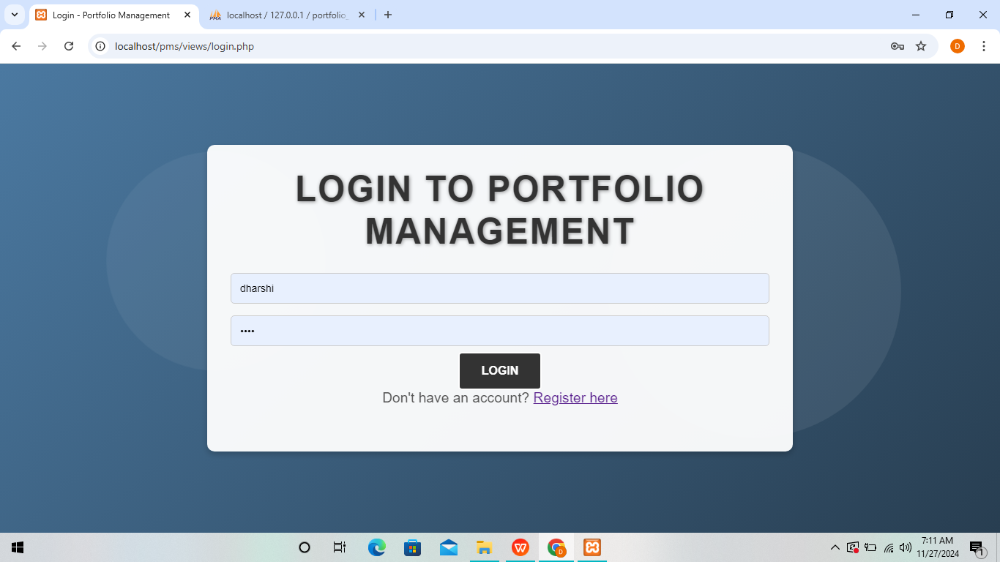 Login - Portfolio Management
localhost / 127.0.0.1 / portfolio_
localhost/pms/views/login.php
D
LOGIN TO PORTFOLIO
MANAGEMENT
dharshi
••••
LOGIN
Don't have an account? Register here
7:11 AM
11/27/2024
1